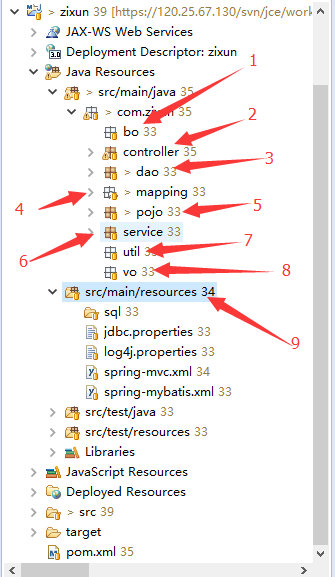 > zixun 39 [https://120.25.67.130/svn/jce/work
JAX-WS Web Services
Deployment Descriptor: zixun
Java Resources
1
> src/main/java 35
> com.zixun 35
2
bo 33
controller 35
3
> dao 33
4
> mapping 33
> pojo 33
5
6
service 33
util 33
7
vo 33
8
src/main/resources 34
9
sql 33
jdbc.properties 33
log4j.properties 33
spring-mvc.xml 34
spring-mybatis.xml 33
src/test/java 33
src/test/resources 33
Libraries
JavaScript Resources
Deployed Resources
> src 39
target
pom.xml 35